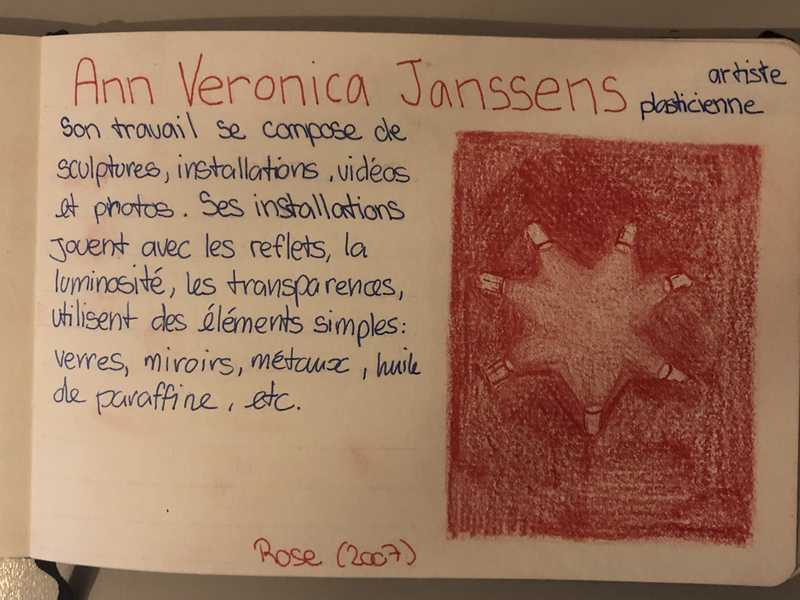 Ann Veronica Janssens
artiste
plasticienne
Son travail se compose de
sculptures, installations, vidéos
et photos. Ses installations
jouent avec les reflets, la
luminosité, les transparences,
utilisent des éléments simples:
verres, miroirs, métaux, huile
de paraffine, etc.
Rose (2007)